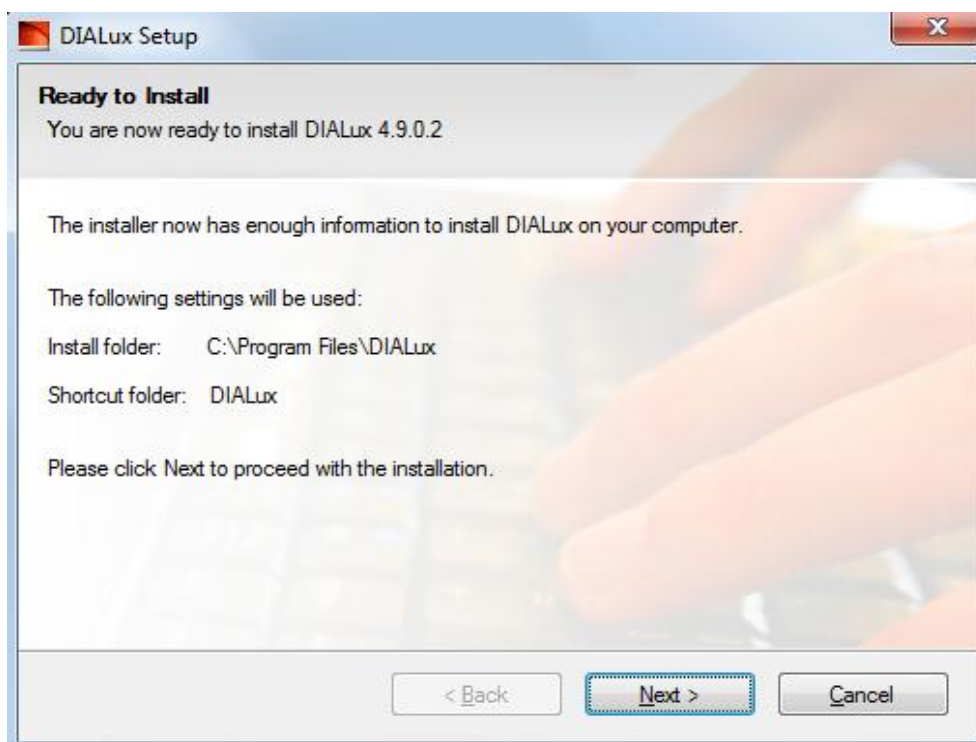 DIALux Setup
Ready to Install
You are now ready to install DIALux 4.9.0.2
The installer now has enough information to install DIALux on your computer.
The following settings will be used:
Install folder: C:\Program Files\DIALux
Shortcut folder: DIALux
Please click Next to proceed with the installation.
< Back Next > Cancel